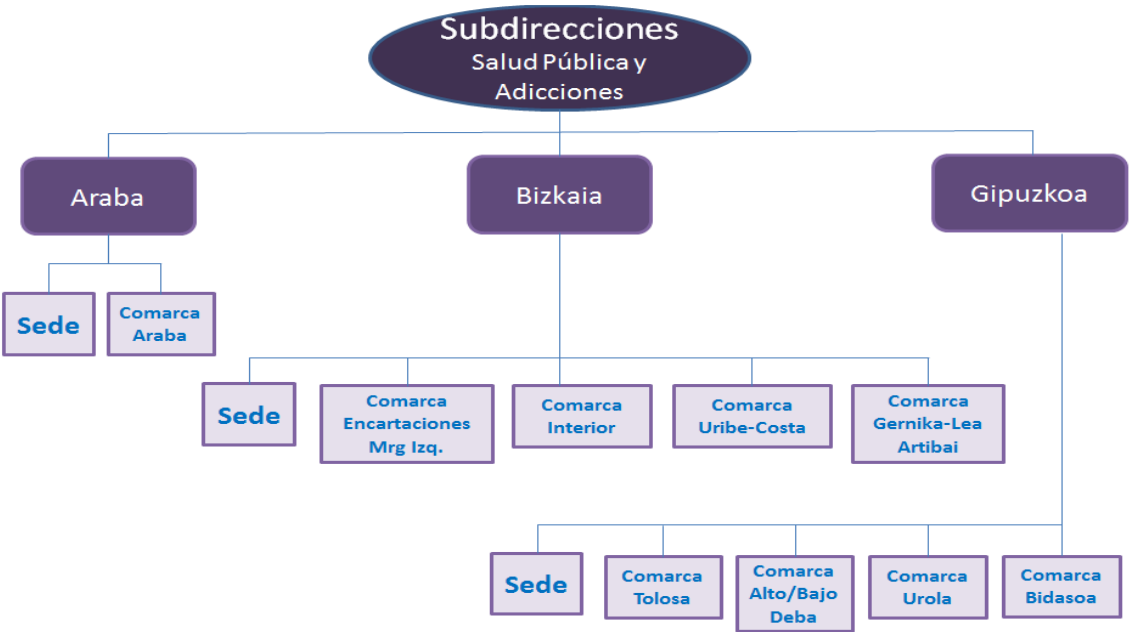 Subdirecciones
Salud Pública y
Adicciones
Araba
Bizkaia
Gipuzkoa
Sede
Comarca
Araba
Sede
Comarca
Encartaciones
Mrg Izq.
Comarca
Interior
Comarca
Uribe-Costa
Comarca
Gernika-Lea
Artibai
Sede
Comarca
Tolosa
Comarca
Alto/Bajo
Deba
Comarca
Urola
Comarca
Bidasoa